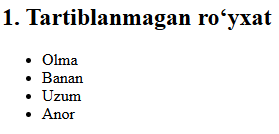 1. Tartiblanmagan ro‘yxat
• Olma
• Banan
• Uzum
• Anor